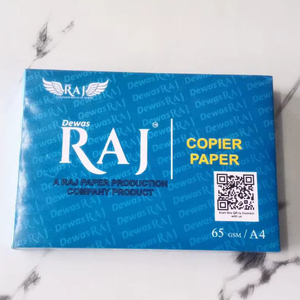 RAJ
Dewas
RAJ
COPIER
PAPER
A RAJ PAPER PRODUCTION
COMPANY PRODUCT
65 GSM / A4